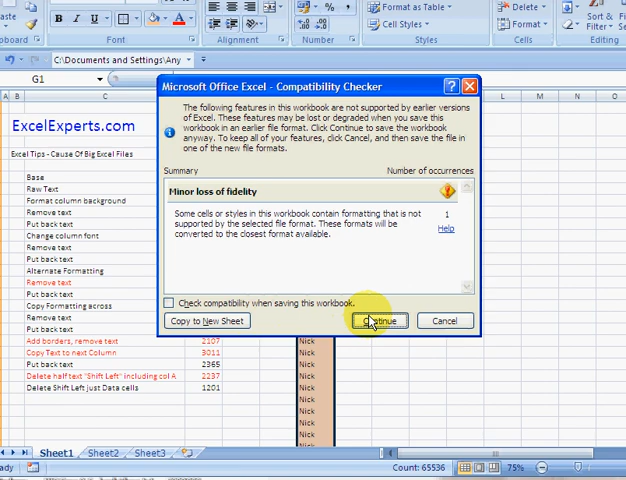 Format as Table
Delete
Cell Styles
Format
Sort &
Filter
Font
Alignment
Number
Styles
Cells
C:\Documents and Settings\Any
G1
A B C
L M N O
ExcelExperts.com
Excel Tips - Cause Of Big Excel Files
Base
Raw Text
Format column background
Remove text
Put back text
Change column font
Remove text
Put back text
Alternate Formatting
Remove text
Put back text
Copy Formatting across
Remove text
Put back text
Add borders, remove text 2107
Copy Text to next Column 3011
Put back text 2365
Delete half text "Shift Left" including col A 2237
Delete Shift Left just Data cells 1201
Microsoft Office Excel - Compatibility Checker
The following features in this workbook are not supported by earlier versions
of Excel. These features may be lost or degraded when you save this
workbook in an earlier file format. Click Continue to save the workbook
anyway. To keep all of your features, click Cancel, and then save the file in
one of the new file formats.
Summary Number of occurrences
Minor loss of fidelity
Some cells or styles in this workbook contain formatting that is not 1
supported by the selected file format. These formats will be Help
converted to the closest format available.
Check compatibility when saving this workbook.
Copy to New Sheet Continue Cancel
Nick
Nick
Nick
Nick
Nick
Nick
Nick
Nick
Nick
Sheet1 Sheet2 Sheet3
eady Count: 65536 75%